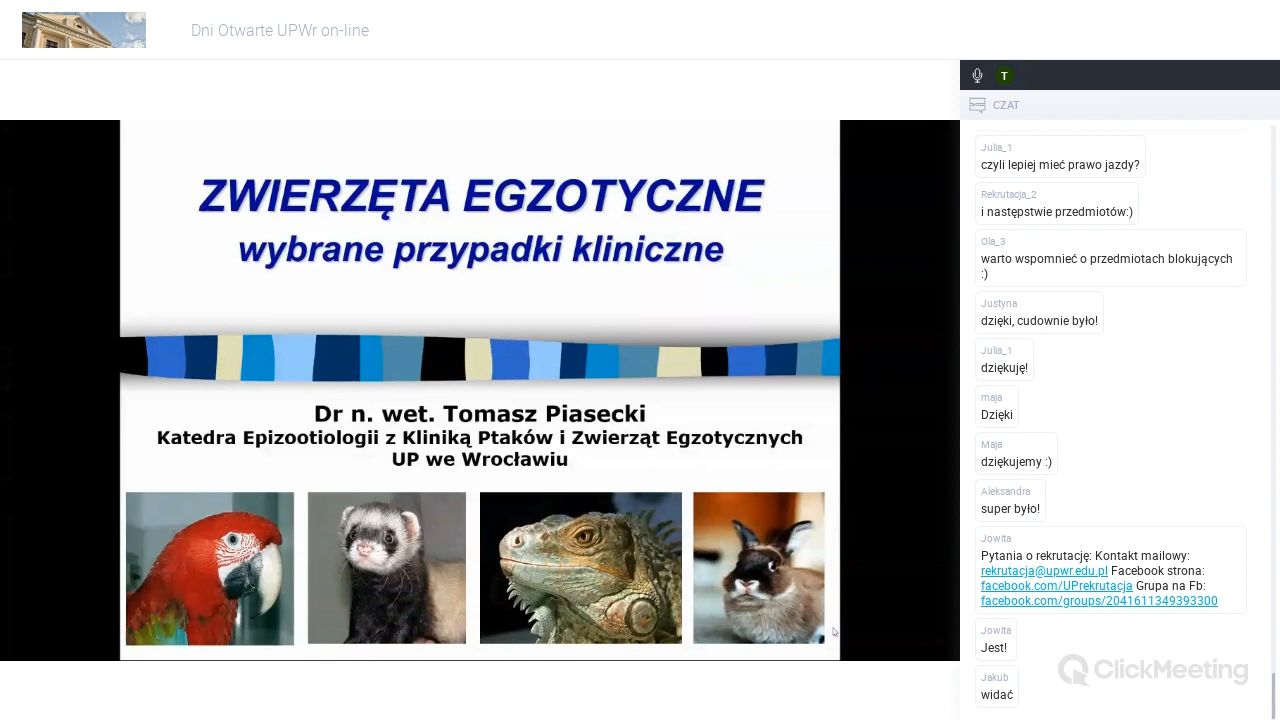 Dni Otwarte UPWr on-line
T
CZAT
ZWIERZĘTA EGZOTYCZNE
wybrane przypadki kliniczne
Dr n. wet. Tomasz Piasecki
Katedra Epizootiologii z Kliniką Ptaków i Zwierząt Egzotycznych
UP we Wrocławiu
Julia_1
czyli lepiej mieć prawo jazdy?
Rekrutacja_2
i następstwie przedmiotów:)
Ola_3
warto wspomnieć o przedmiotach blokujących
:)
Justyna
dzięki, cudownie było!
Julia_1
dziękuję!
maja
Dzięki
Maja
dziękujemy :)
Aleksandra
super było!
Jowita
Pytania o rekrutację: Kontakt mailowy:
rekrutacja@upwr.edu.pl Facebook strona:
facebook.com/UPrekrutacja Grupa na Fb:
facebook.com/groups/2041611349393300
Jowita
Jest!
Jakub
widać
ClickMeeting